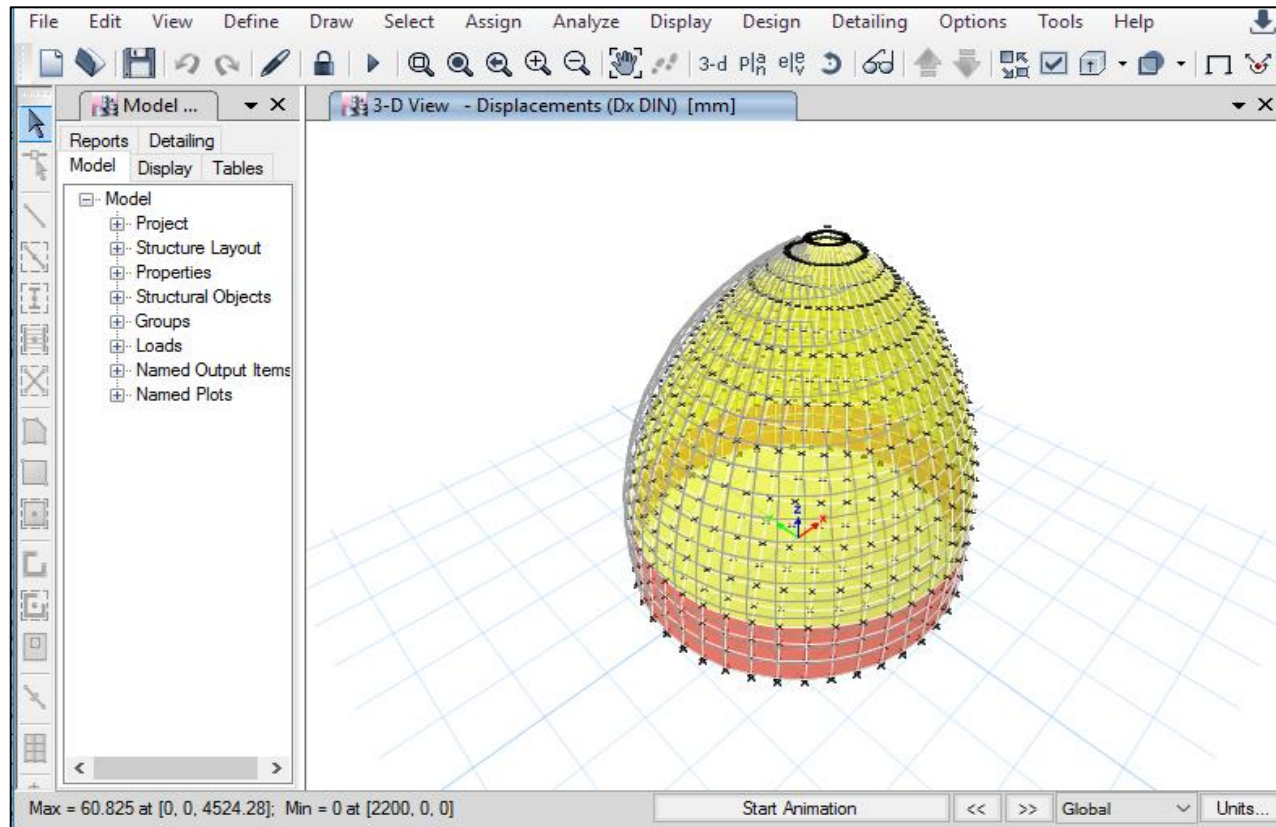 File Edit View Define Draw Select Assign Analyze Display Design Detailing Options Tools Help
3-d
Model ...
3-D View - Displacements (Dx DIN) [mm]
Reports Detailing
Model Display Tables
Model
Project
Structure Layout
Properties
Structural Objects
Groups
Loads
Named Output Items
Named Plots
Z
X
Max = 60.825 at [0, 0, 4524.28]; Min = 0 at [2200, 0, 0]
Start Animation << >> Global Units...